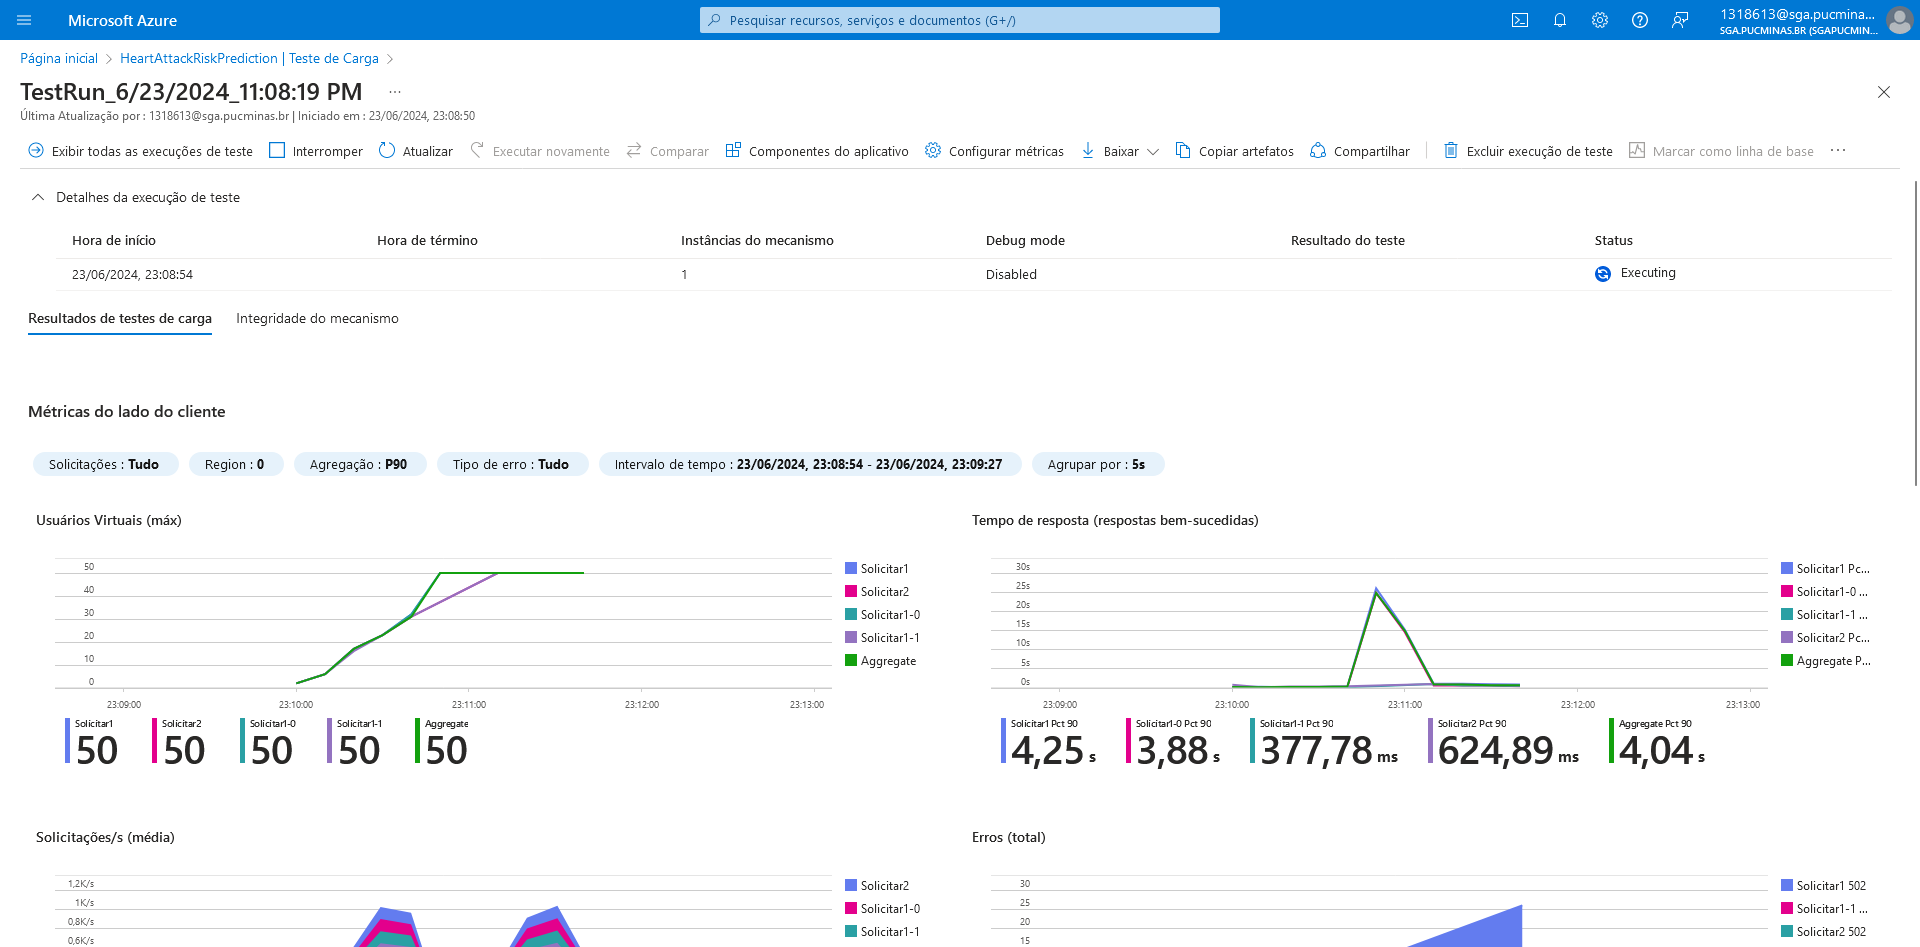 Microsoft Azure
Pesquisar recursos, serviços e documentos (G+/)
1318613@sga.pucmina...
SGA.PUCMINAS.BR (SGAPUCMIN...
Página inicial > HeartAttackRiskPrediction | Teste de Carga >
TestRun_6/23/2024_11:08:19 PM ...
Última Atualização por : 1318613@sga.pucminas.br | Iniciado em : 23/06/2024, 23:08:50
Exibir todas as execuções de teste Interromper Atualizar Executar novamente Comparar Componentes do aplicativo Configurar métricas Baixar Copiar artefatos Compartilhar Excluir execução de teste Marcar como linha de base ...
Detalhes da execução de teste
Hora de início Hora de término Instâncias do mecanismo Debug mode Resultado do teste Status
23/06/2024, 23:08:54 1 Disabled Executing
Resultados de testes de carga Integridade do mecanismo
Métricas do lado do cliente
Solicitações : Tudo Region : 0 Agregação : P90 Tipo de erro : Tudo Intervalo de tempo : 23/06/2024, 23:08:54 - 23/06/2024, 23:09:27 Agrupar por : 5s
Usuários Virtuais (máx)
50
40
30
20
10
0
23:09:00 23:10:00 23:11:00 23:12:00 23:13:00
Solicitar1
Solicitar2
Solicitar1-0
Solicitar1-1
Aggregate
Solicitar1 Solicitar2 Solicitar1-0 Solicitar1-1 Aggregate
50 50 50 50 50
Tempo de resposta (respostas bem-sucedidas)
30s
25s
20s
15s
10s
5s
0s
23:09:00 23:10:00 23:11:00 23:12:00 23:13:00
Solicitar1 Pc...
Solicitar1-0 ...
Solicitar1-1 ...
Solicitar2 Pc...
Aggregate P...
Solicitar1 Pct 90 Solicitar1-0 Pct 90 Solicitar1-1 Pct 90 Solicitar2 Pct 90 Aggregate Pct 90
4,25 s 3,88 s 377,78 ms 624,89 ms 4,04 s
Solicitações/s (média)
1,2K/s
1K/s
0,8K/s
0,6K/s
Solicitar2
Solicitar1-0
Solicitar1-1
Erros (total)
30
25
20
15
Solicitar1 502
Solicitar1-1 ...
Solicitar2 502